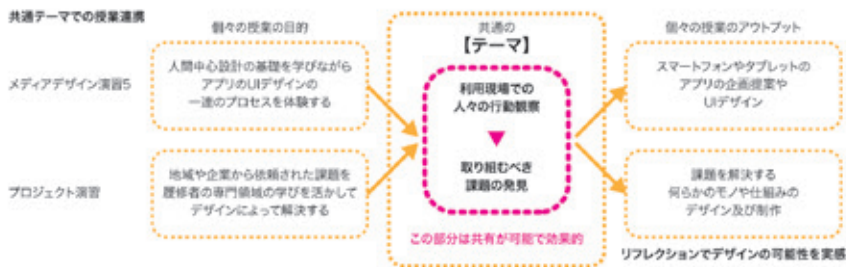 共通テーマでの授業連携
個々の授業の目的
共通の
【テーマ】
個々の授業のアウトプット
メディアデザイン演習5
人間中心設計の基礎を学びながら
アプリのUIデザインの
一連のプロセスを体験する
利用現場での
人々の行動観察
▼
取り組むべき
課題の発見
スマートフォンやタブレットの
アプリの企画提案や
UIデザイン
プロジェクト演習
地域や企業から依頼された課題を
履修者の専門領域の学びを活かして
デザインによって解決する
課題を解決する
何らかのモノや仕組みの
デザイン及び制作
この部分は共有が可能で効果的
リフレクションでデザインの可能性を実感